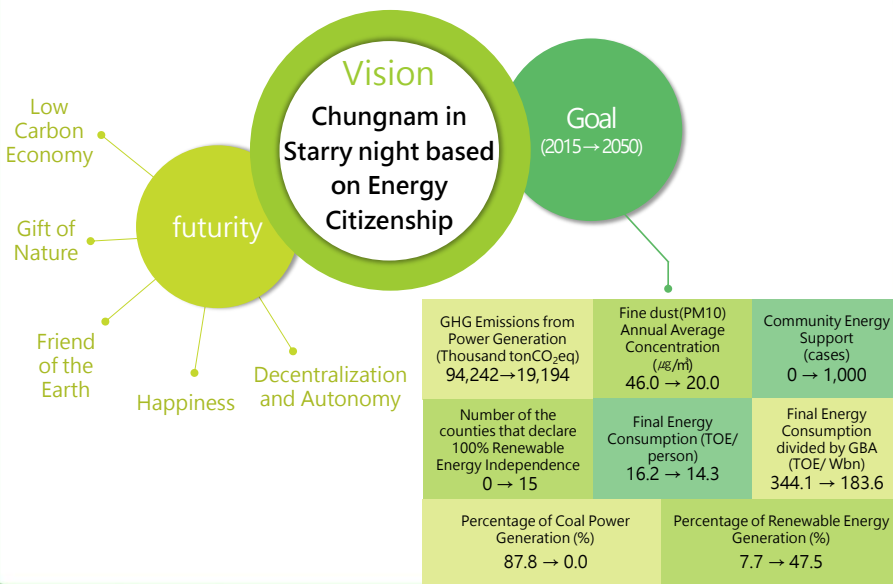 Vision
Chungnam in
Starry night based
on Energy
Citizenship
Goal
(2015→2050)
futurity
Low
Carbon
Economy
Gift of
Nature
Friend
of the
Earth
Happiness
Decentralization
and Autonomy
GHG Emissions from
Power Generation
(Thousand tonCO₂eq)
94,242→19,194
Fine dust(PM10)
Annual Average
Concentration
(㎍/㎥)
46.0 → 20.0
Community Energy
Support
(cases)
0 → 1,000
Number of the
counties that declare
100% Renewable
Energy Independence
0 → 15
Final Energy
Consumption (TOE/
person)
16.2 → 14.3
Final Energy
Consumption
divided by GBA
(TOE/ Wbn)
344.1 → 183.6
Percentage of Coal Power
Generation (%)
87.8 → 0.0
Percentage of Renewable Energy
Generation (%)
7.7 → 47.5